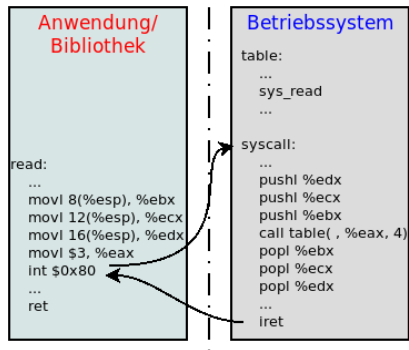 Anwendung/
Bibliothek
read:
...
movl 8(%esp), %ebx
movl 12(%esp), %ecx
movl 16(%esp), %edx
movl $3, %eax
int $0x80
...
ret
Betriebssystem
table:
...
sys_read
...
syscall:
...
pushl %edx
pushl %ecx
pushl %ebx
call table( , %eax, 4)
popl %ebx
popl %ecx
popl %edx
...
iret